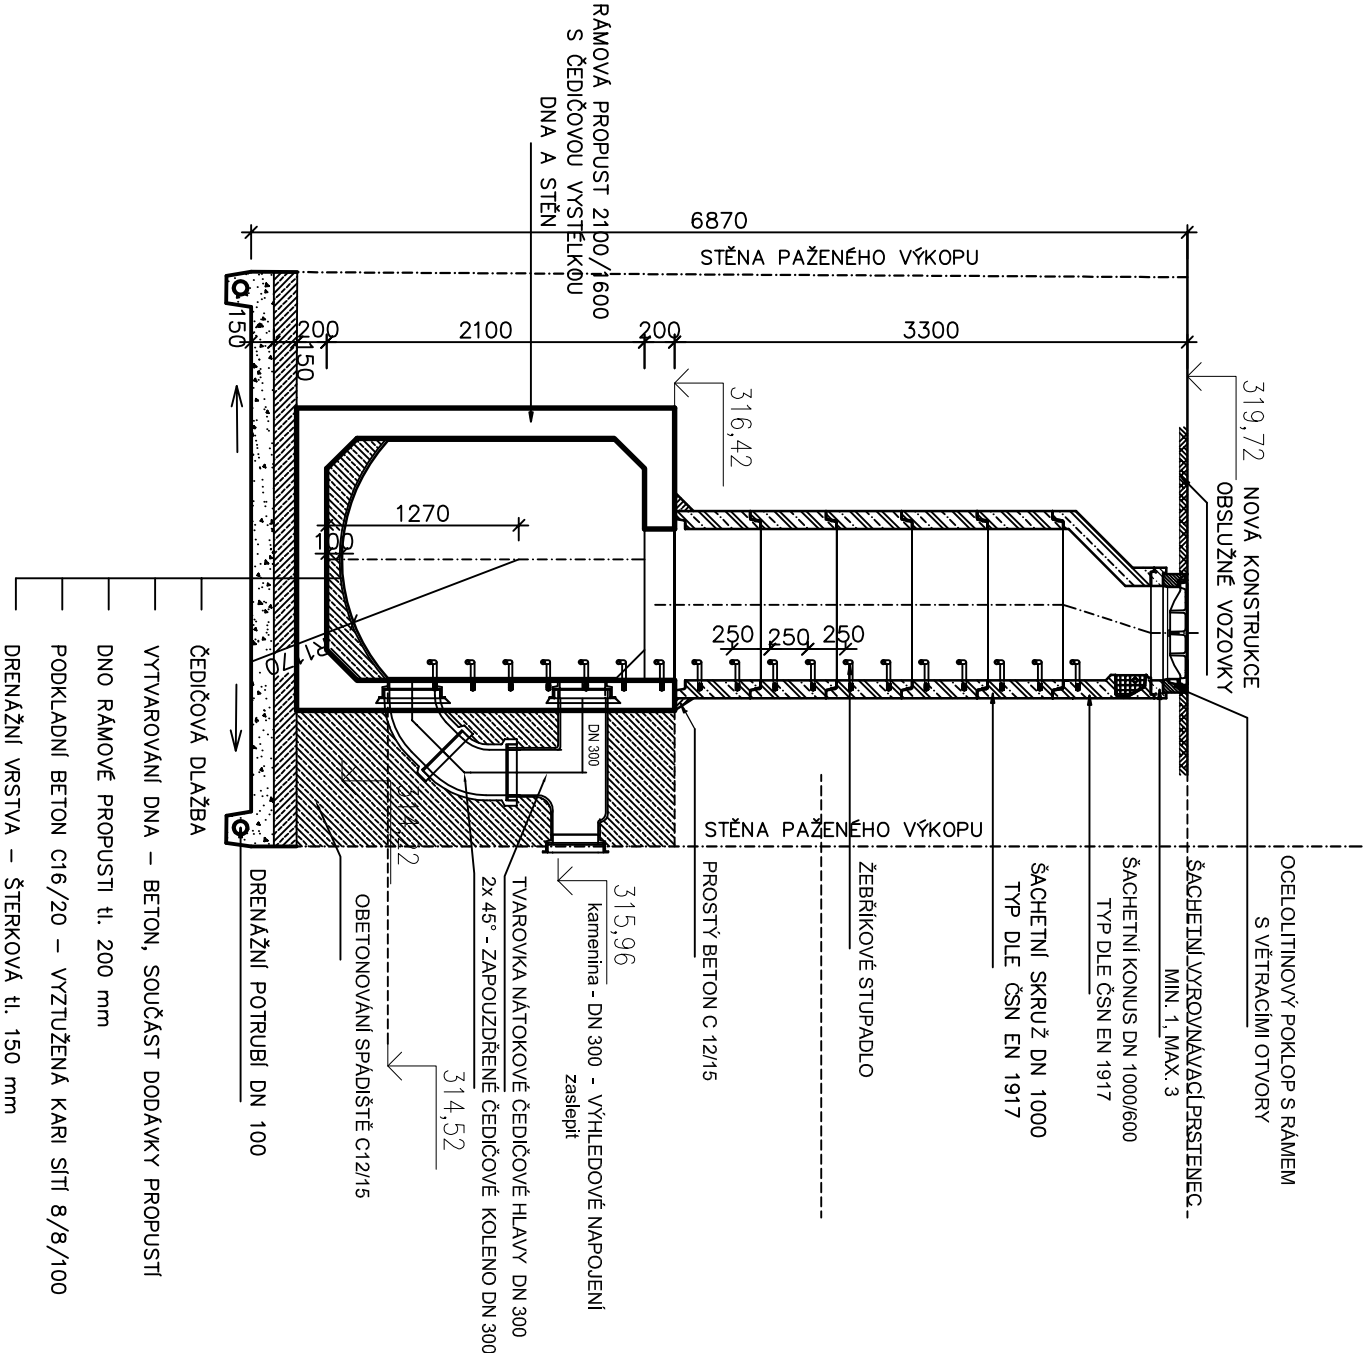 RÁMOVÁ PROPUST 2100/1600
S ČEDIČOVOU VYSTÉLKOU
DNA A STĚN
6870
STĚNA PAŽENÉHO VÝKOPU
150
200
150
2100
200
3300
316,42
319,72
NOVÁ KONSTRUKCE
OBSLUŽNÉ VOZOVKY
1270
100
R1170
250
250
250
DN 300
314,22
STĚNA PAŽENÉHO VÝKOPU
315,96
kamenina - DN 300 - VÝHLEDOVÉ NAPOJENÍ
zaslepit
314,52
OCELOLITINOVÝ POKLOP S RÁMEM
S VĚTRACÍMI OTVORY
ŠACHETNÍ VYROVNÁVACÍ PRSTENEC
MIN. 1, MAX. 3
ŠACHETNÍ KONUS DN 1000/600
TYP DLE ČSN EN 1917
ŠACHETNÍ SKRUŽ DN 1000
TYP DLE ČSN EN 1917
ŽEBŘÍKOVÉ STUPADLO
PROSTÝ BETON C 12/15
TVAROVKA NÁTOKOVÉ ČEDIČOVÉ HLAVY DN 300
2x 45° - ZAPOUZDŘENÉ ČEDIČOVÉ KOLENO DN 300
OBETONOVÁNÍ SPÁDIŠTĚ C12/15
DRENÁŽNÍ POTRUBÍ DN 100
ČEDIČOVÁ DLAŽBA
VYTVAROVÁNÍ DNA – BETON, SOUČÁST DODÁVKY PROPUSTÍ
DNO RÁMOVÉ PROPUSTI tl. 200 mm
PODKLADNÍ BETON C16/20 – VYZTUŽENÁ KARI SÍTÍ 8/8/100
DRENÁŽNÍ VRSTVA – ŠTERKOVÁ tl. 150 mm